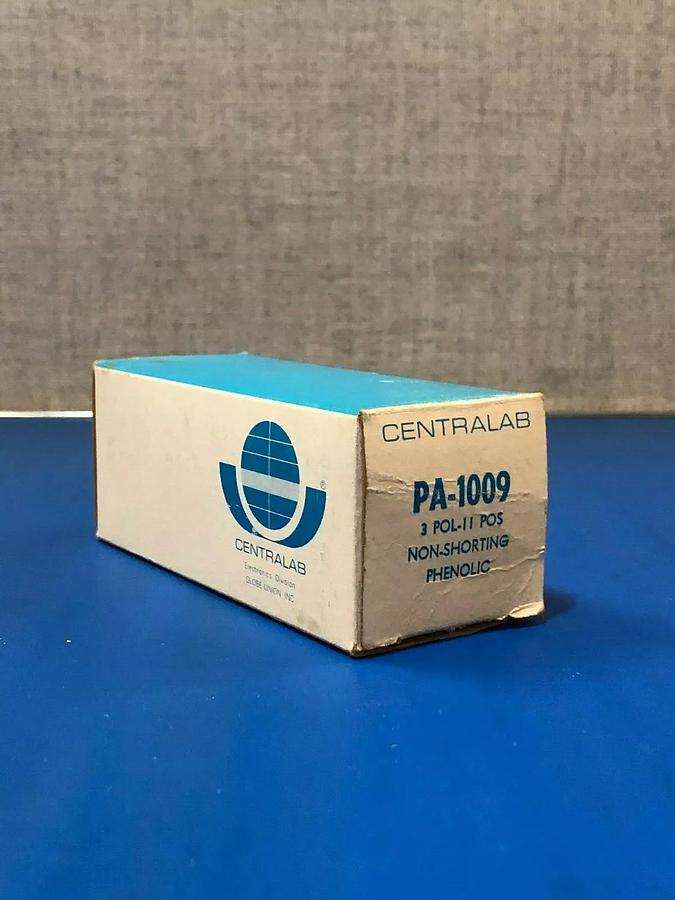 CENTRALAB
Electronics Division
GLOBE-UNION INC.
®
CENTRALAB
PA-1009
3 POL-11 POS
NON-SHORTING
PHENOLIC